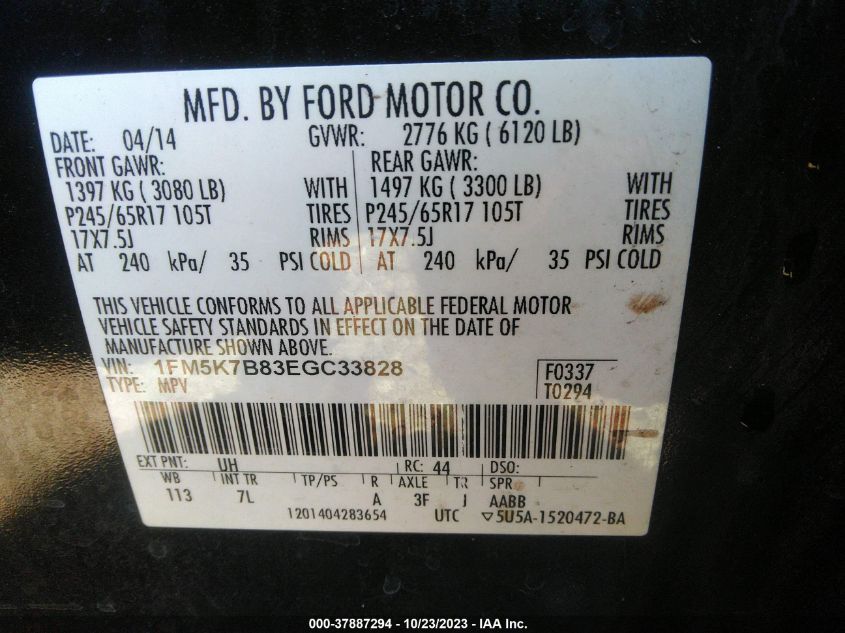 MFD. BY FORD MOTOR CO.
DATE: 04/14 GVWR: 2776 KG ( 6120 LB)
FRONT GAWR: REAR GAWR:
1397 KG ( 3080 LB) WITH 1497 KG ( 3300 LB) WITH
P245/65R17 105T TIRES P245/65R17 105T TIRES
17X7.5J RIMS 17X7.5J RIMS
AT 240 kPa/ 35 PSI COLD AT 240 kPa/ 35 PSI COLD
THIS VEHICLE CONFORMS TO ALL APPLICABLE FEDERAL MOTOR
VEHICLE SAFETY STANDARDS IN EFFECT ON THE DATE OF
MANUFACTURE SHOWN ABOVE.
VIN: 1FM5K7B83EGC33828 F0337
TYPE: MPV T0294
EXT PNT: UH RC: 44 DSO:
WB INT TR TP/PS R AXLE TR SPR
113 7L A 3F J AABB
1201404283654 UTC ▽5U5A-1520472-BA
000-37887294 - 10/23/2023 - IAA Inc.